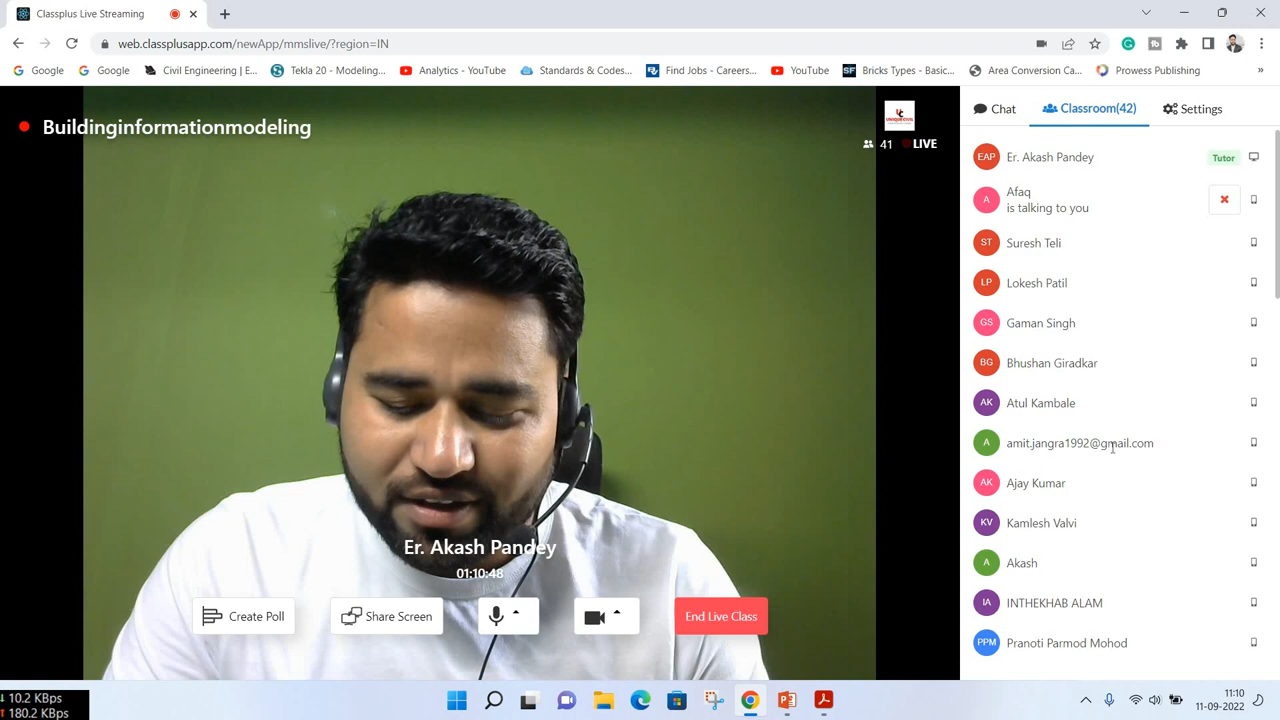 Classplus Live Streaming
web.classplusapp.com/newApp/mmslive/?region=IN
Google
Google
Civil Engineering | E...
Tekla 20 - Modeling...
Analytics - YouTube
Standards & Codes...
Find Jobs - Careers...
YouTube
SF
Bricks Types - Basic...
Area Conversion Ca...
Prowess Publishing
»
Buildinginformationmodeling
UNIQUE CIVIL
41 LIVE
Er. Akash Pandey
01:10:48
Create Poll
Share Screen
End Live Class
Chat
Classroom(42)
Settings
EAP Er. Akash Pandey Tutor
A Afaq
is talking to you
ST Suresh Teli
LP Lokesh Patil
GS Gaman Singh
BG Bhushan Giradkar
AK Atul Kambale
A amit.jangra1992@gmail.com
AK Ajay Kumar
KV Kamlesh Valvi
A Akash
IA INTHEKHAB ALAM
PPM Pranoti Parmod Mohod
10.2 KBps
180.2 KBps
11:10
11-09-2022